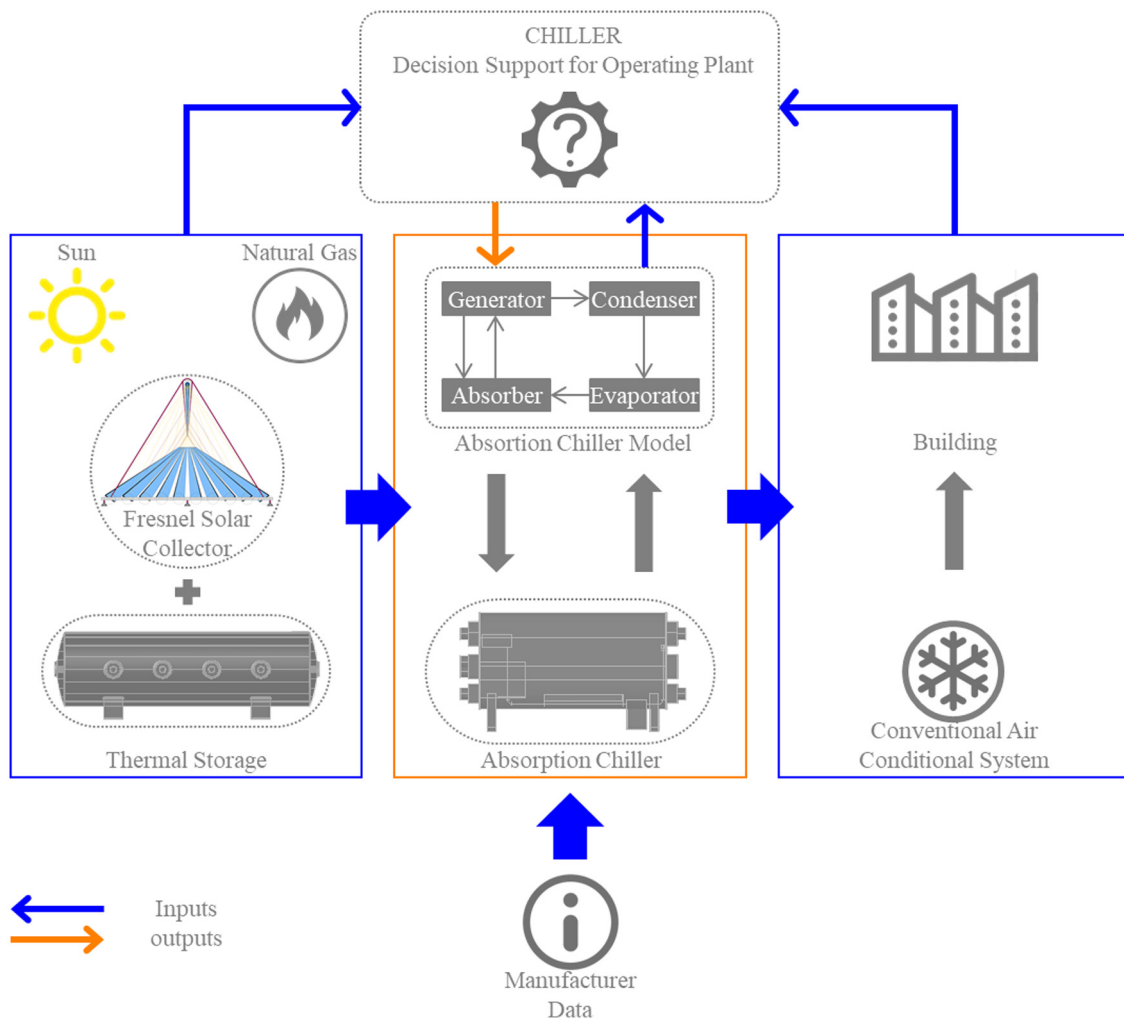 CHILLER
Decision Support for Operating Plant
Sun
Natural Gas
Fresnel Solar
Collector
Thermal Storage
Generator
Condenser
Absorber
Evaporator
Absortion Chiller Model
Absorption Chiller
Building
Conventional Air
Conditional System
Inputs
outputs
Manufacturer
Data